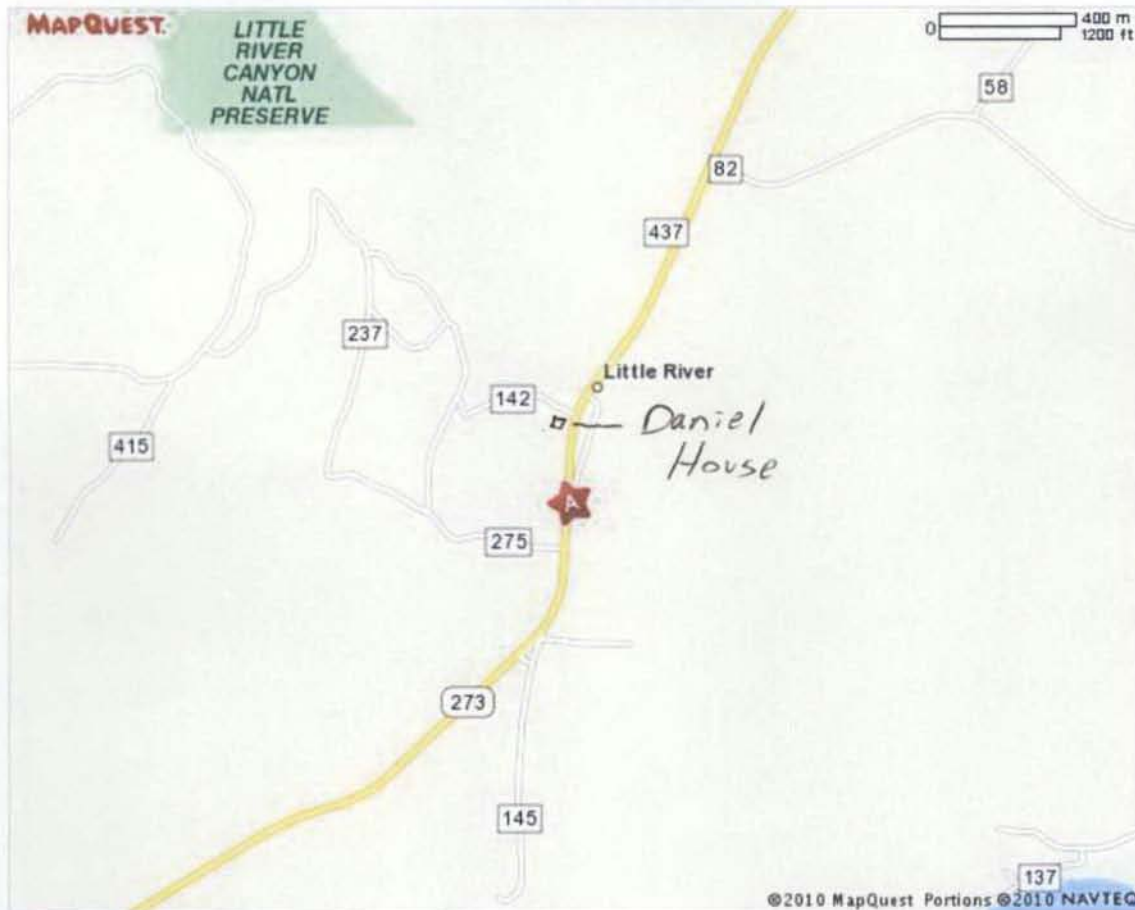 MAPQUEST.
LITTLE
RIVER
CANYON
NATL
PRESERVE
0
400 m
1200 ft
58
82
437
237
Little River
142
Daniel
House
415
A
275
273
145
137
©2010 MapQuest Portions ©2010 NAVTEQ